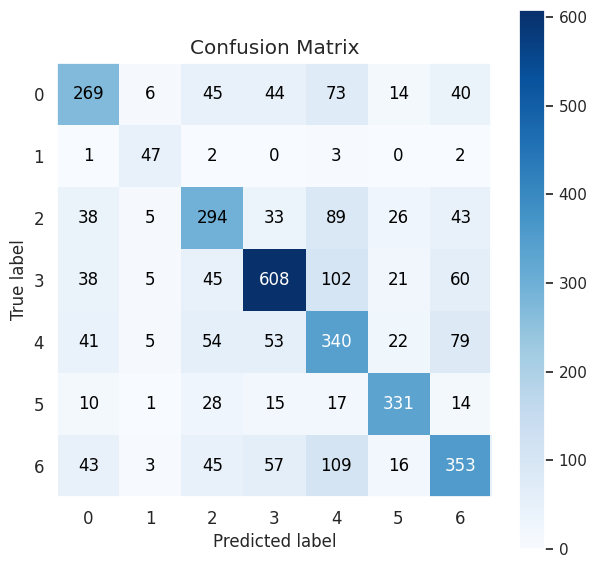 Confusion Matrix
True label
0 269 6 45 44 73 14 40
1 1 47 2 0 3 0 2
2 38 5 294 33 89 26 43
3 38 5 45 608 102 21 60
4 41 5 54 53 340 22 79
5 10 1 28 15 17 331 14
6 43 3 45 57 109 16 353
0 1 2 3 4 5 6
Predicted label
600
500
400
300
200
100
0